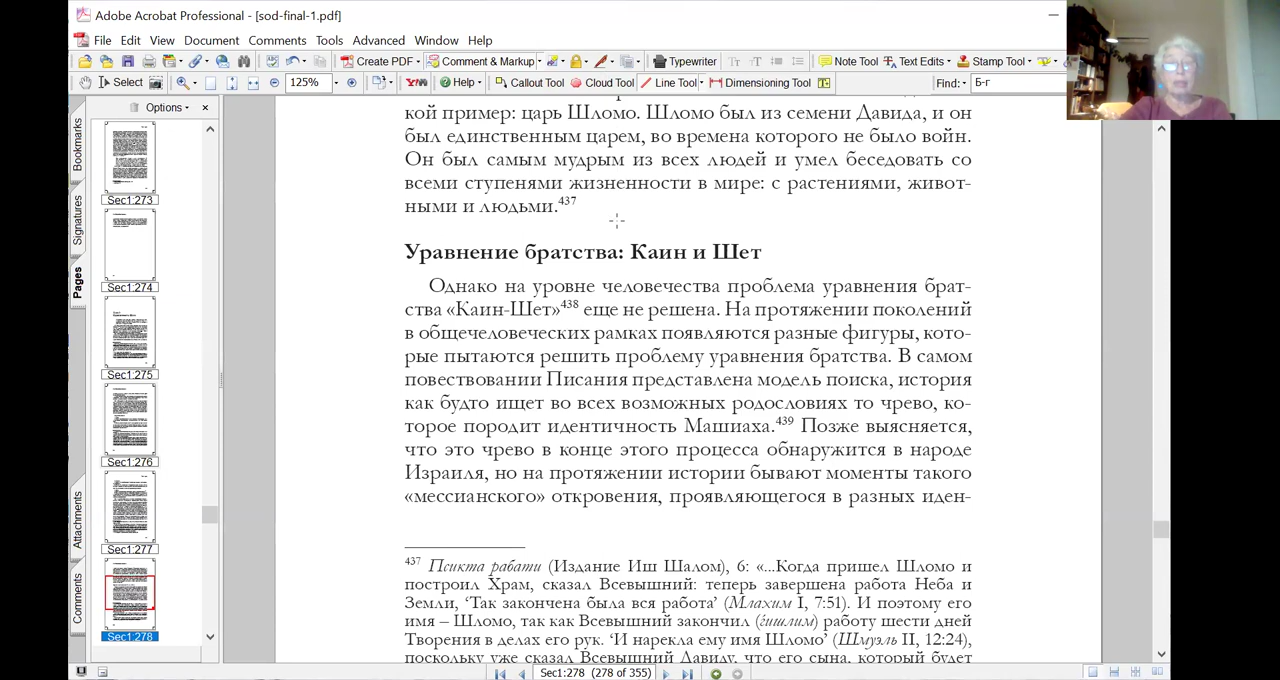 Adobe Acrobat Professional - [sod-final-1.pdf]
File Edit View Document Comments Tools Advanced Window Help
Create PDF Comment & Markup Typewriter Note Tool Text Edits Stamp Tool
Select 125% Help Callout Tool Cloud Tool Line Tool Dimensioning Tool Find: Б-г
Options
Bookmarks
Signatures
Pages
Attachments
Comments
Sec1:273
Sec1:274
Sec1:275
Sec1:276
Sec1:277
Sec1:278
кой пример: царь Шломо. Шломо был из семени Давида, и он
был единственным царем, во времена которого не было войн.
Он был самым мудрым из всех людей и умел беседовать со
всеми ступенями жизненности в мире: с растениями, живот-
ными и людьми.437
Уравнение братства: Каин и Шет
Однако на уровне человечества проблема уравнения брат-
ства «Каин-Шет»438 еще не решена. На протяжении поколений
в общечеловеческих рамках появляются разные фигуры, кото-
рые пытаются решить проблему уравнения братства. В самом
повествовании Писания представлена модель поиска, история
как будто ищет во всех возможных родословиях то чрево, ко-
торое породит идентичность Машиаха.439 Позже выясняется,
что это чрево в конце этого процесса обнаружится в народе
Израиля, но на протяжении истории бывают моменты такого
«мессианского» откровения, проявляющегося в разных иден-
437 Псикта рабати (Издание Иш Шалом), 6: «...Когда пришел Шломо и
построил Храм, сказал Всевышний: теперь завершена работа Неба и
Земли, ‘Так закончена была вся работа’ (Млахим I, 7:51). И поэтому его
имя – Шломо, так как Всевышний закончил (гишлим) работу шести дней
Творения в делах его рук. ‘И нарекла ему имя Шломо’ (Шмуэль II, 12:24),
поскольку уже сказал Всевышний Давиду, что его сына, который будет
Sec1:278 (278 of 355)